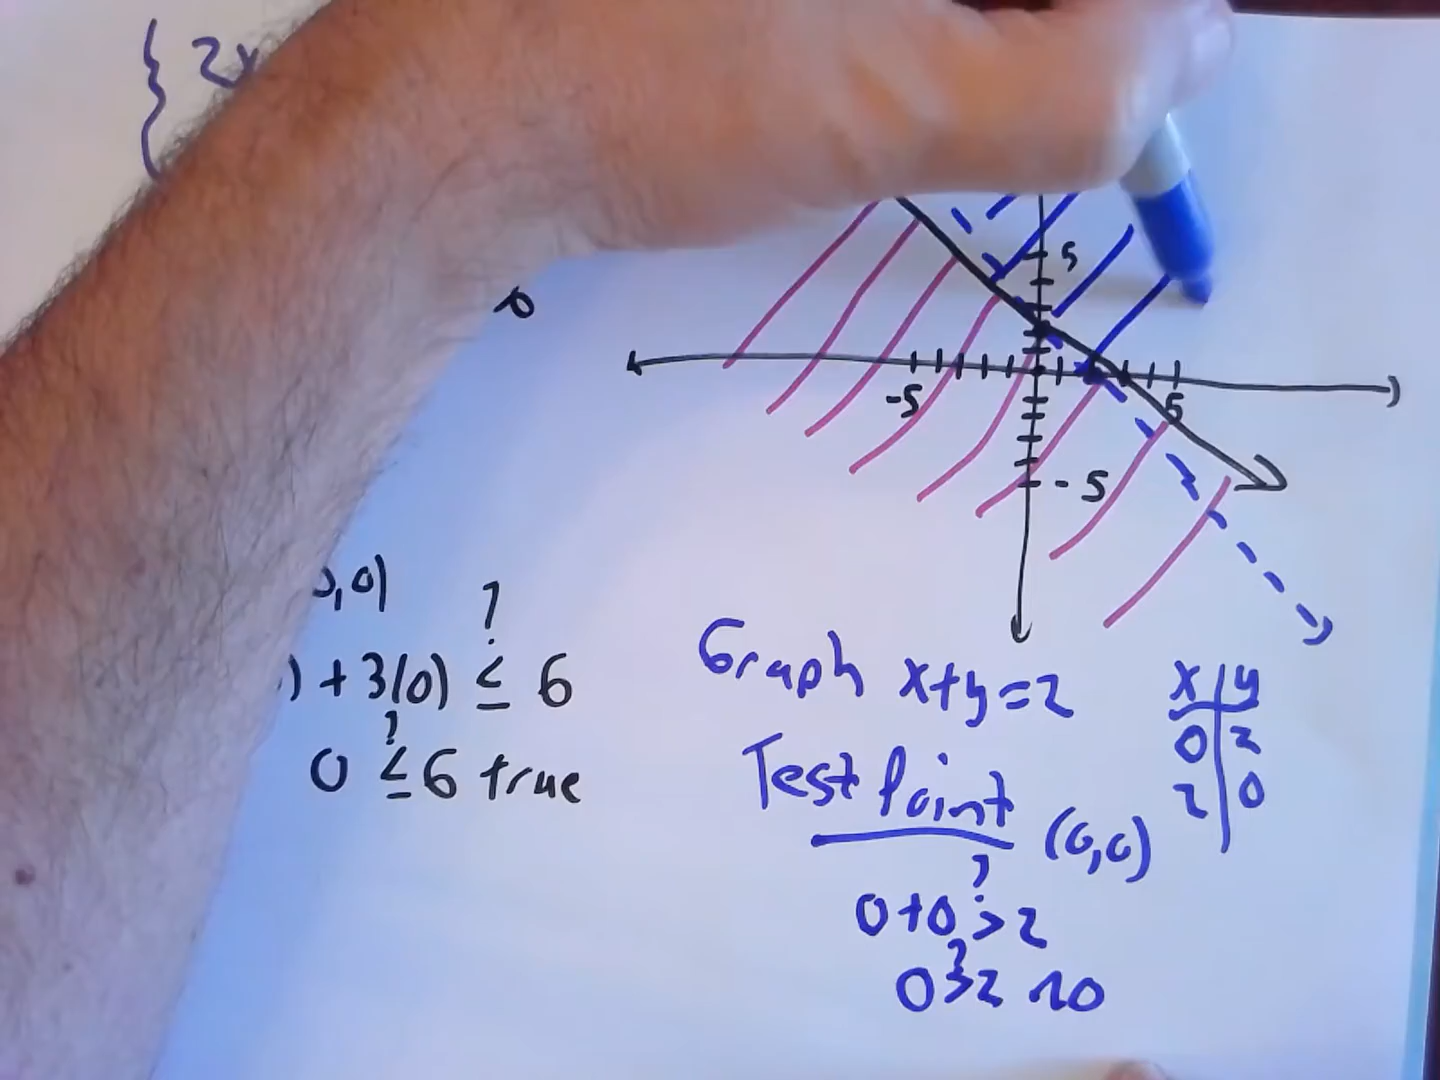 { 2x
5
-5
5
-5
0,0)
) + 3(0) ≤ 6
?
0 ≤ 6 true
?
Graph x+y=2
x | y
0 | 2
2 | 0
Test Point (0,0)
0+0 > 2
?
0 > 2 no
?